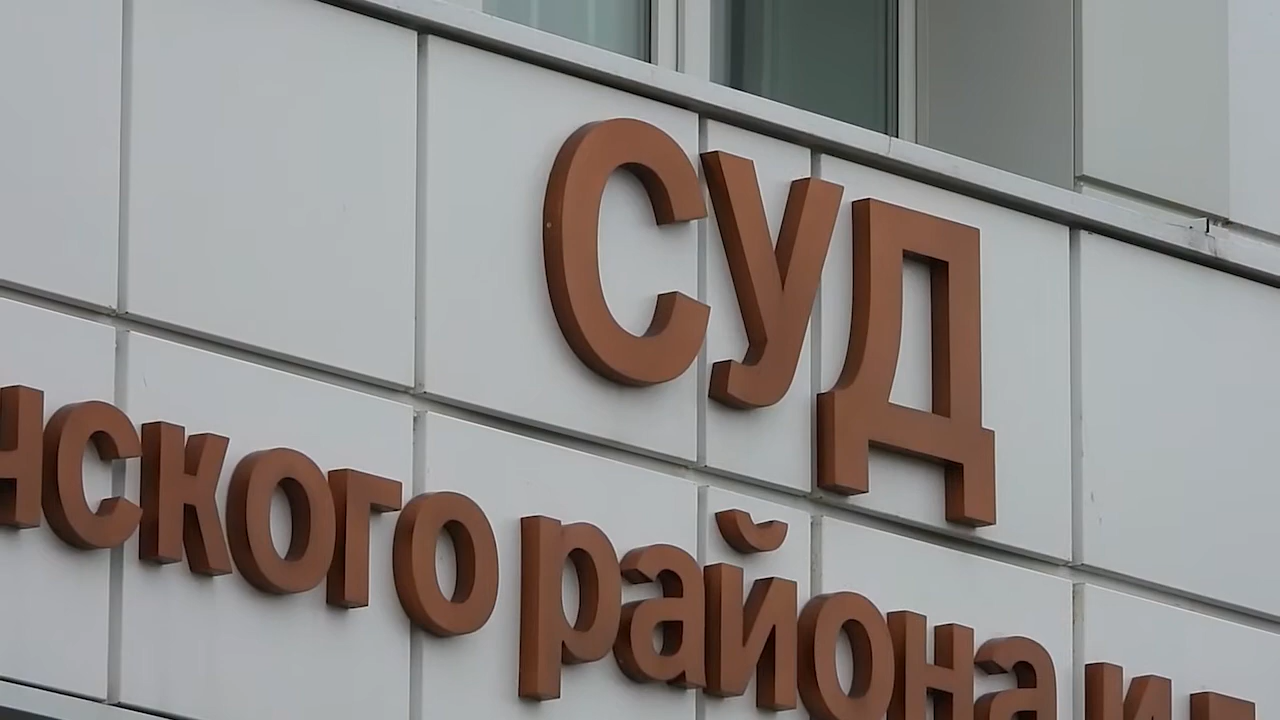 суд
нского района и г